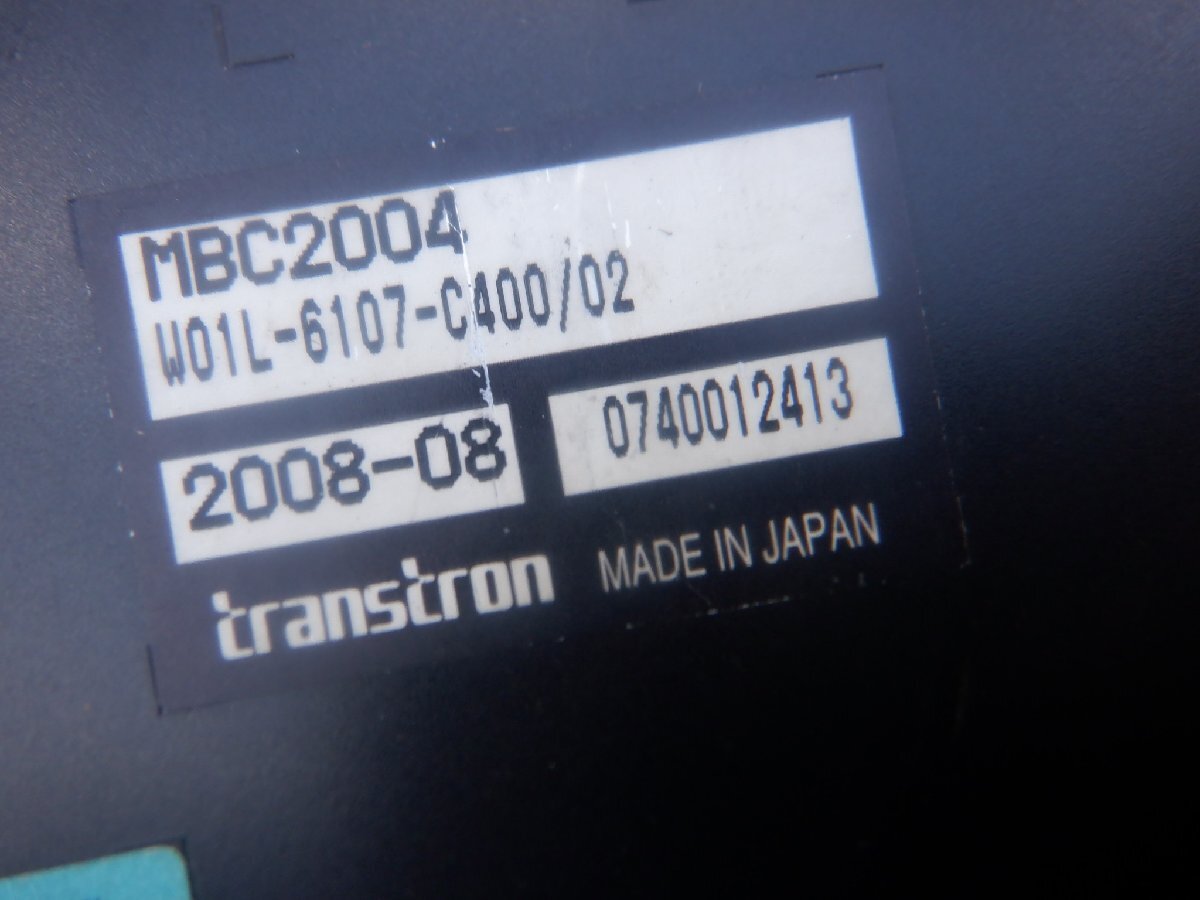 MBC2004
W01L-6107-C400/02
2008-08
0740012413
transtron
MADE IN JAPAN